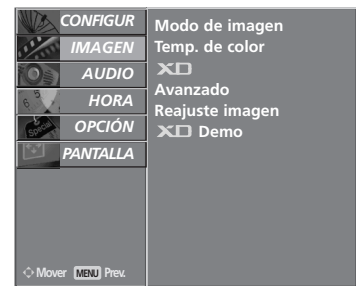 CONFIGUR
IMAGEN
AUDIO
HORA
OPCIÓN
PANTALLA
Mover MENU Prev.
Modo de imagen
Temp. de color
XD
Avanzado
Reajuste imagen
XD Demo